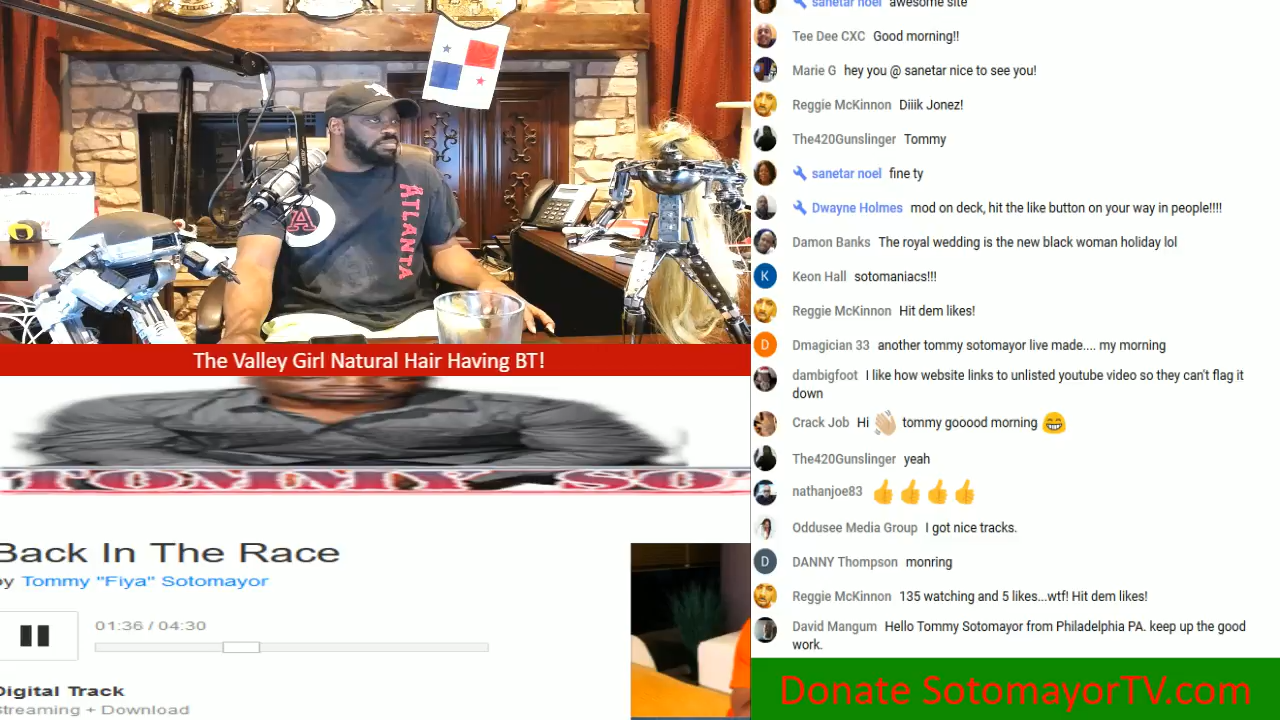 A
ATLANTA
The Valley Girl Natural Hair Having BT!
TOMMY SO
Back In The Race
by Tommy "Fiya" Sotomayor
01:36 / 04:30
Digital Track
Streaming + Download
sanetar noel awesome site
Tee Dee CXC Good morning!!
Marie G hey you @ sanetar nice to see you!
Reggie McKinnon Diiik Jonez!
The420Gunslinger Tommy
sanetar noel fine ty
Dwayne Holmes mod on deck, hit the like button on your way in people!!!!
Damon Banks The royal wedding is the new black woman holiday lol
K Keon Hall sotomaniacs!!!
Reggie McKinnon Hit dem likes!
D Dmagician 33 another tommy sotomayor live made.... my morning
dambigfoot I like how website links to unlisted youtube video so they can't flag it
down
Crack Job Hi 👋🏼 tommy gooood morning 😁
The420Gunslinger yeah
nathanjoe83 👍👍👍👍
Oddusee Media Group I got nice tracks.
D DANNY Thompson monring
Reggie McKinnon 135 watching and 5 likes...wtf! Hit dem likes!
David Mangum Hello Tommy Sotomayor from Philadelphia PA. keep up the good
work.
Donate SotomayorTV.com